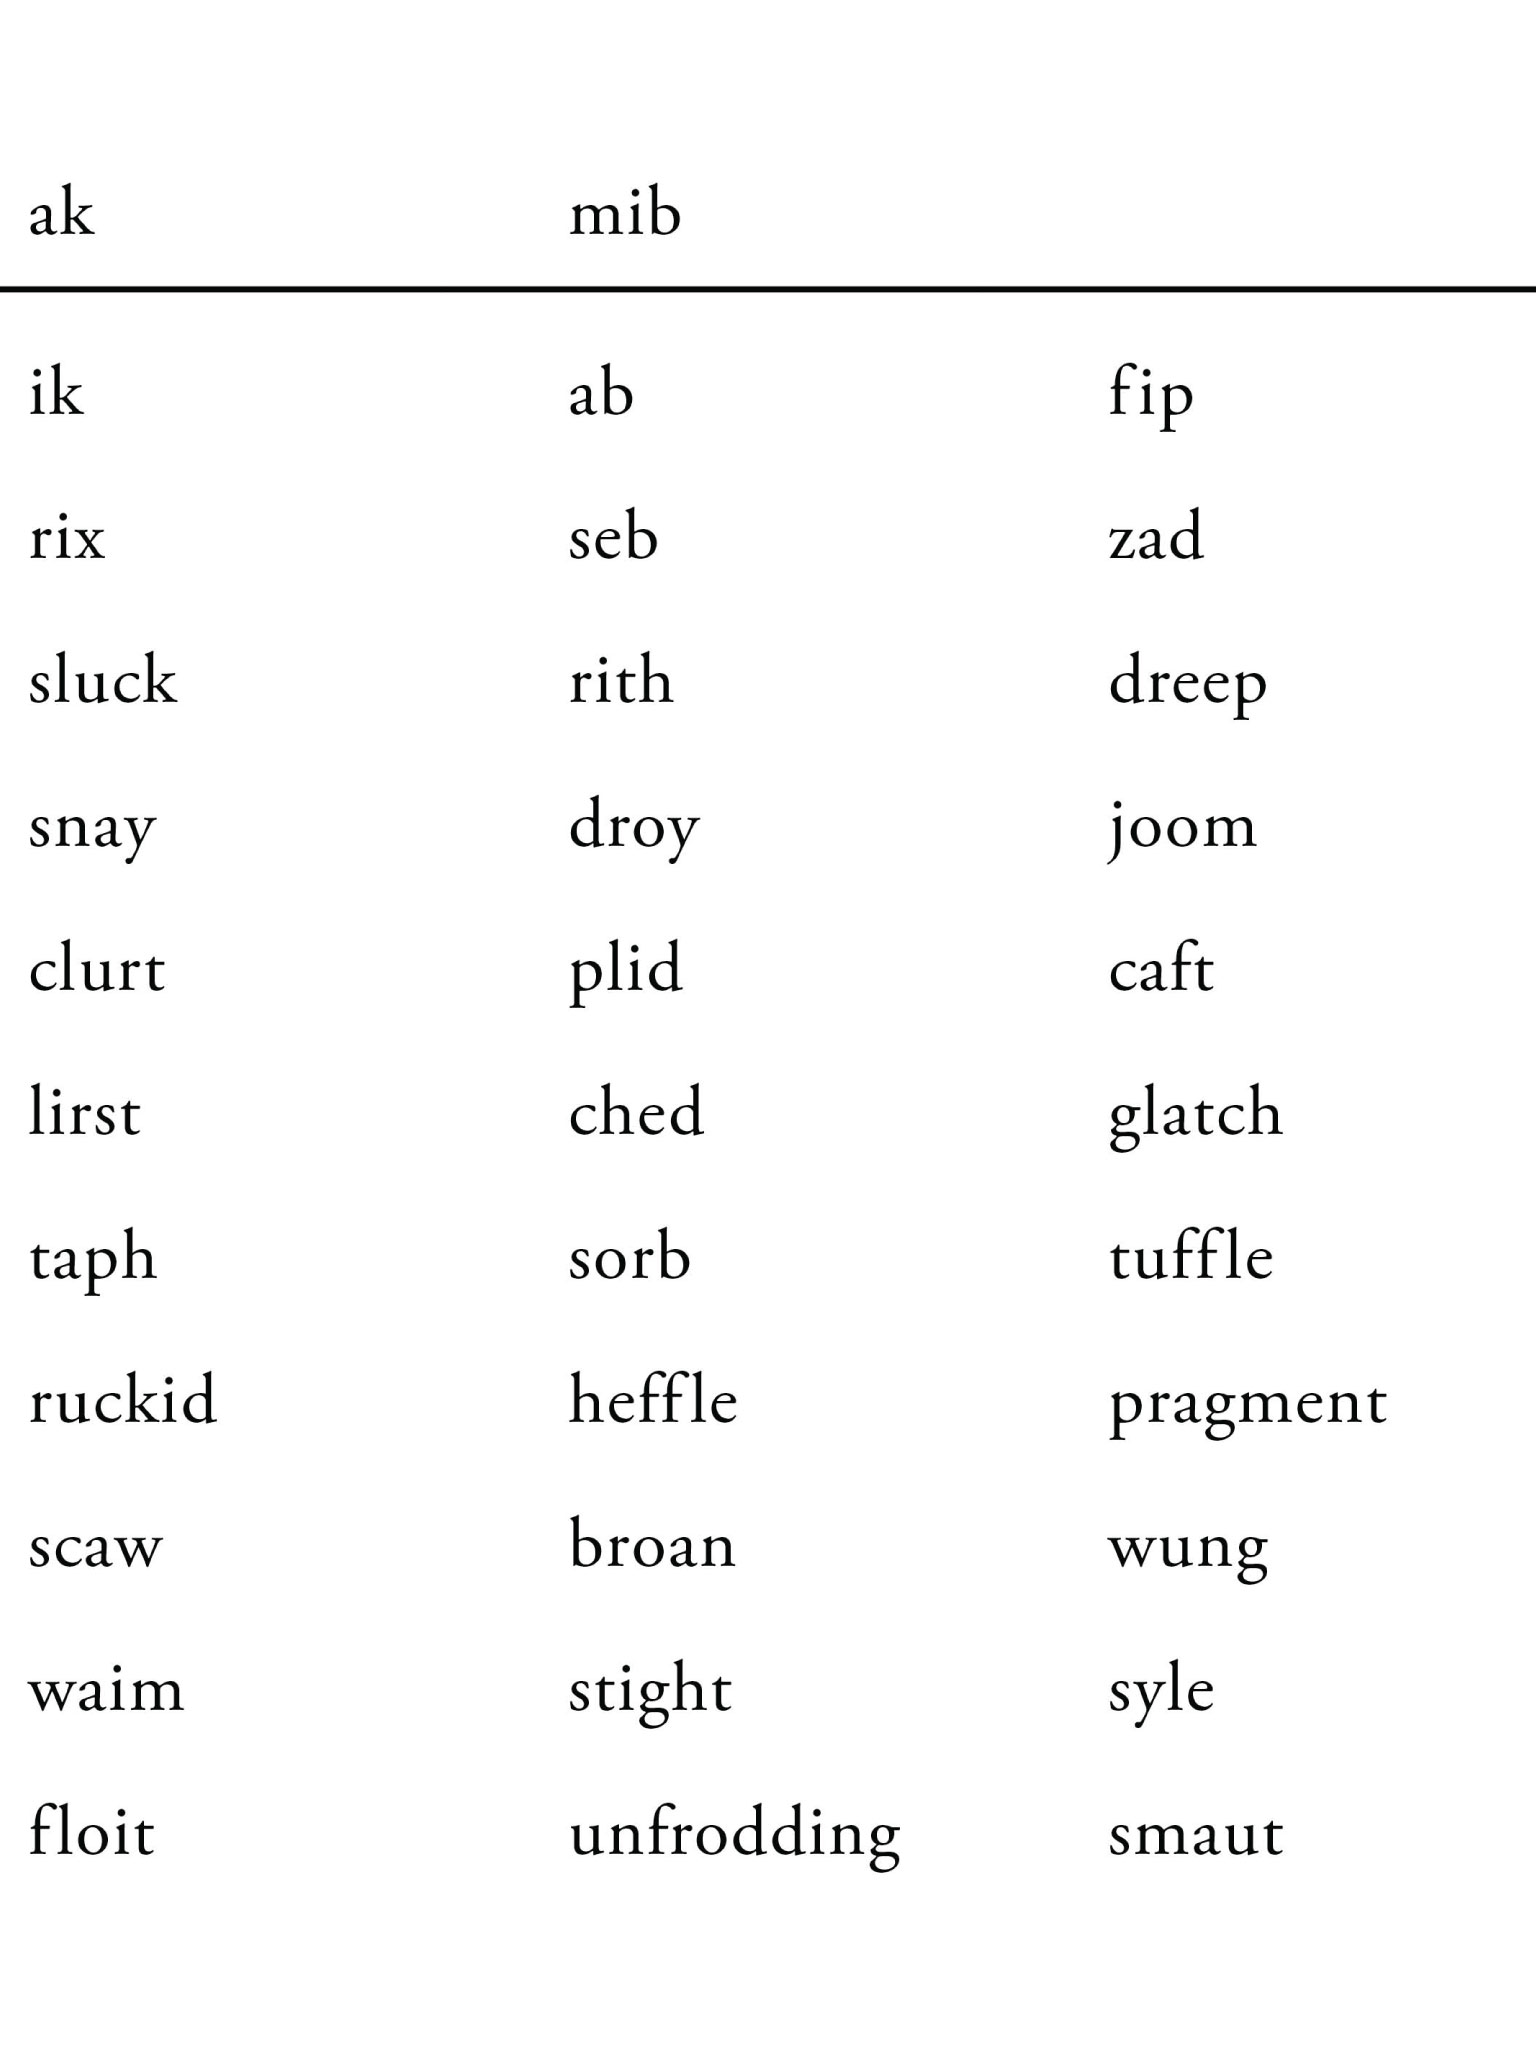 ak mib
ik ab fip
rix seb zad
sluck rith dreep
snay droy joom
clurt plid caft
lirst ched glatch
taph sorb tuffle
ruckid heffle pragment
scaw broan wung
waim stight syle
floit unfrodding smaut